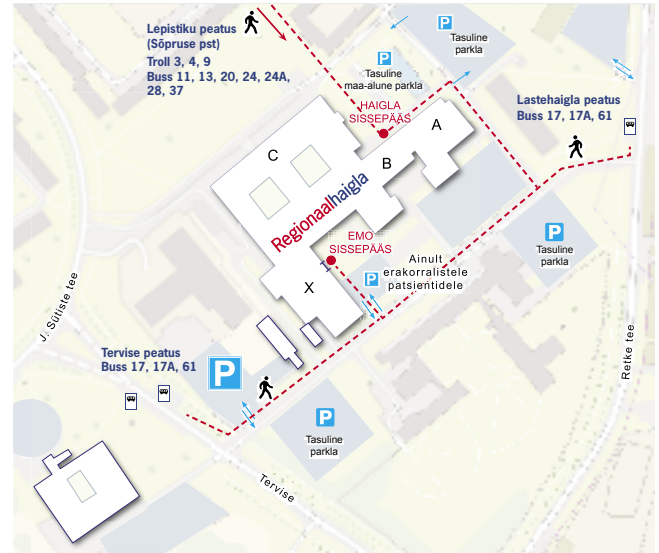 Lepistiku peatus
(Sõpruse pst)
Troll 3, 4, 9
Buss 11, 13, 20, 24, 24A,
28, 37
P
Tasuline
parkla
P
Tasuline
maa-alune parkla
HAIGLA
SISSEPÄÄS
Lastehaigla peatus
Buss 17, 17A, 61
A
B
C
Regionaalhaigla
EMO
SISSEPÄÄS
X
P
Ainult
erakorralistele
patsientidele
P
Tasuline
parkla
J. Sütiste tee
Retke tee
Tervise peatus
Buss 17, 17A, 61
P
P
Tasuline
parkla
Tervise